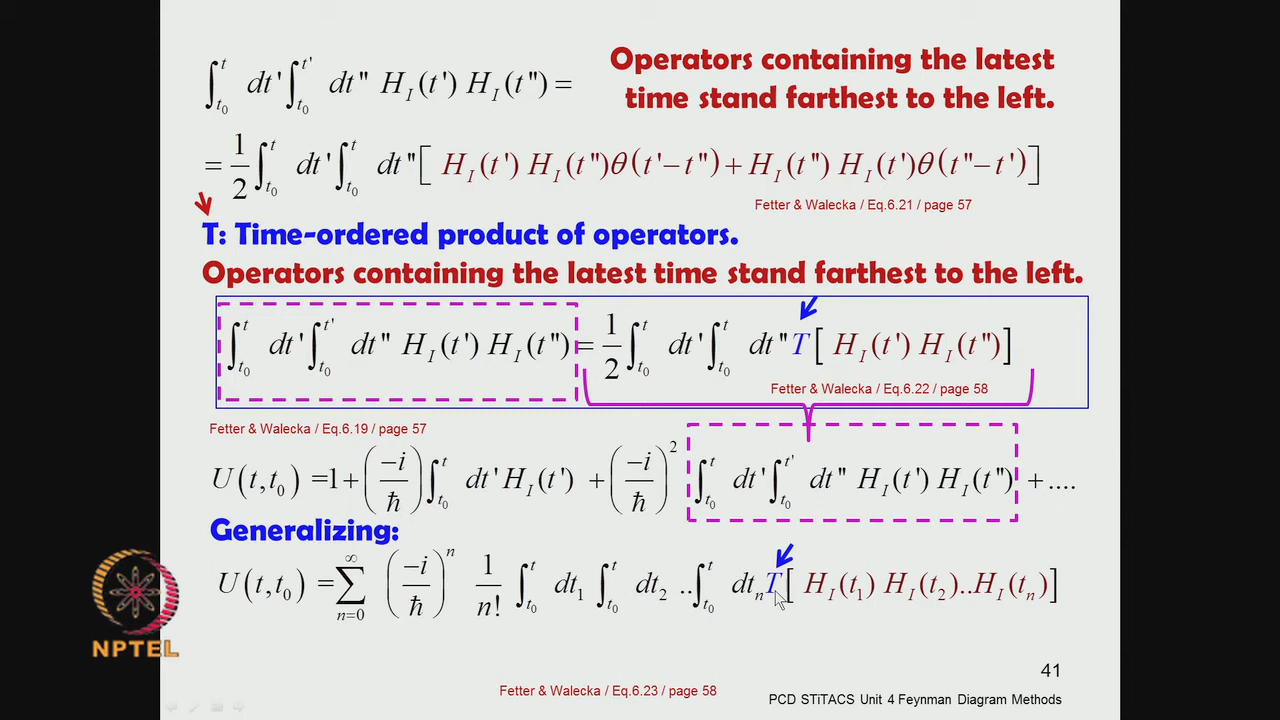 ∫_{t₀}^{t} dt' ∫_{t₀}^{t'} dt'' H_I(t') H_I(t'') =
Operators containing the latest
time stand farthest to the left.
= 1/2 ∫_{t₀}^{t} dt' ∫_{t₀}^{t} dt'' [ H_I(t') H_I(t'')θ(t'−t'') + H_I(t'') H_I(t')θ(t''−t') ]
Fetter & Walecka / Eq.6.21 / page 57
T: Time-ordered product of operators.
Operators containing the latest time stand farthest to the left.
∫_{t₀}^{t} dt' ∫_{t₀}^{t'} dt'' H_I(t') H_I(t'') = 1/2 ∫_{t₀}^{t} dt' ∫_{t₀}^{t} dt'' T [ H_I(t') H_I(t'') ]
Fetter & Walecka / Eq.6.22 / page 58
Fetter & Walecka / Eq.6.19 / page 57
U(t,t₀) =1+ (−i/ħ) ∫_{t₀}^{t} dt' H_I(t') + (−i/ħ)² ∫_{t₀}^{t} dt' ∫_{t₀}^{t'} dt'' H_I(t') H_I(t'') + ....
Generalizing:
U(t,t₀) = ∑_{n=0}^{∞} (−i/ħ)ⁿ 1/n! ∫_{t₀}^{t} dt₁ ∫_{t₀}^{t} dt₂ .. ∫_{t₀}^{t} dtₙ T [ H_I(t₁) H_I(t₂)..H_I(tₙ) ]
NPTEL
41
Fetter & Walecka / Eq.6.23 / page 58
PCD STiTACS Unit 4 Feynman Diagram Methods